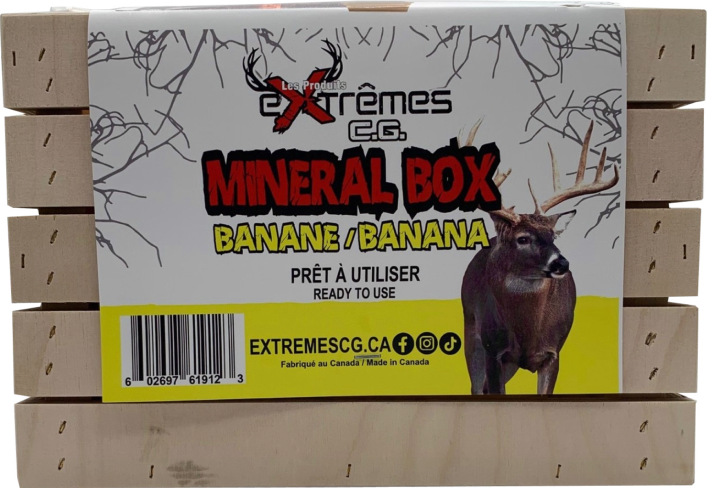 Les Produits
eXtrêmes
C.G.
MINERAL BOX
BANANE / BANANA
PRÊT À UTILISER
READY TO USE
EXTREMESCG.CA
Fabriqué au Canada / Made in Canada
6 02697 61912 3